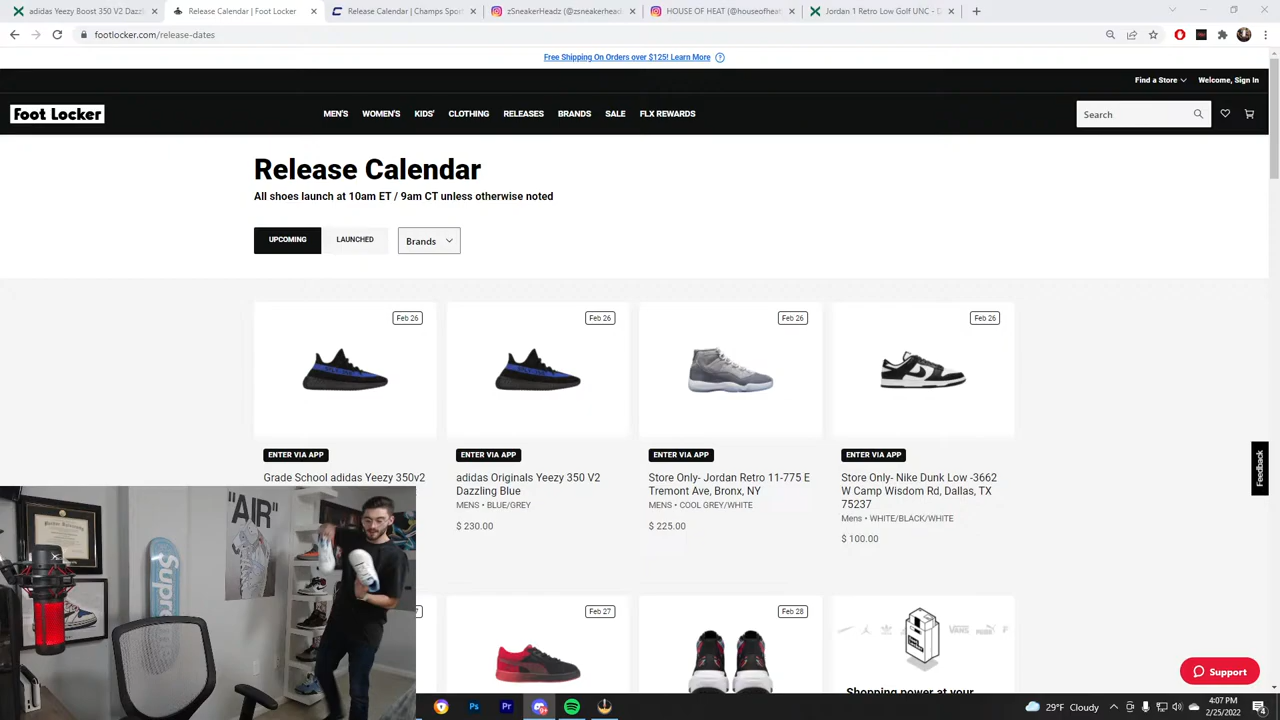 adidas Yeezy Boost 350 V2 Dazz
Release Calendar | Foot Locker
Release Calendar | Champs Spor
zSneakerHeadz (@zsneakerhead
HOUSE OF HEAT (@houseofhea
Jordan 1 Retro Low Golf UNC - D
footlocker.com/release-dates
Free Shipping On Orders over $125! Learn More
Find a Store
Welcome, Sign In
Foot Locker
MEN'S WOMEN'S KIDS' CLOTHING RELEASES BRANDS SALE FLX REWARDS
Search
Release Calendar
All shoes launch at 10am ET / 9am CT unless otherwise noted
UPCOMING LAUNCHED Brands
Feb 26
Feb 26
Feb 26
Feb 26
ENTER VIA APP
Grade School adidas Yeezy 350v2
ENTER VIA APP
adidas Originals Yeezy 350 V2
Dazzling Blue
MENS • BLUE/GREY
$ 230.00
ENTER VIA APP
Store Only- Jordan Retro 11-775 E
Tremont Ave, Bronx, NY
MENS • COOL GREY/WHITE
$ 225.00
ENTER VIA APP
Store Only- Nike Dunk Low -3662
W Camp Wisdom Rd, Dallas, TX
75237
Mens • WHITE/BLACK/WHITE
$ 100.00
Feedback
"AIR"
Supreme
Feb 27
Feb 28
VANS
Shopping power at your
Support
Ps
Pr
29°F Cloudy
4:07 PM
2/25/2022
4